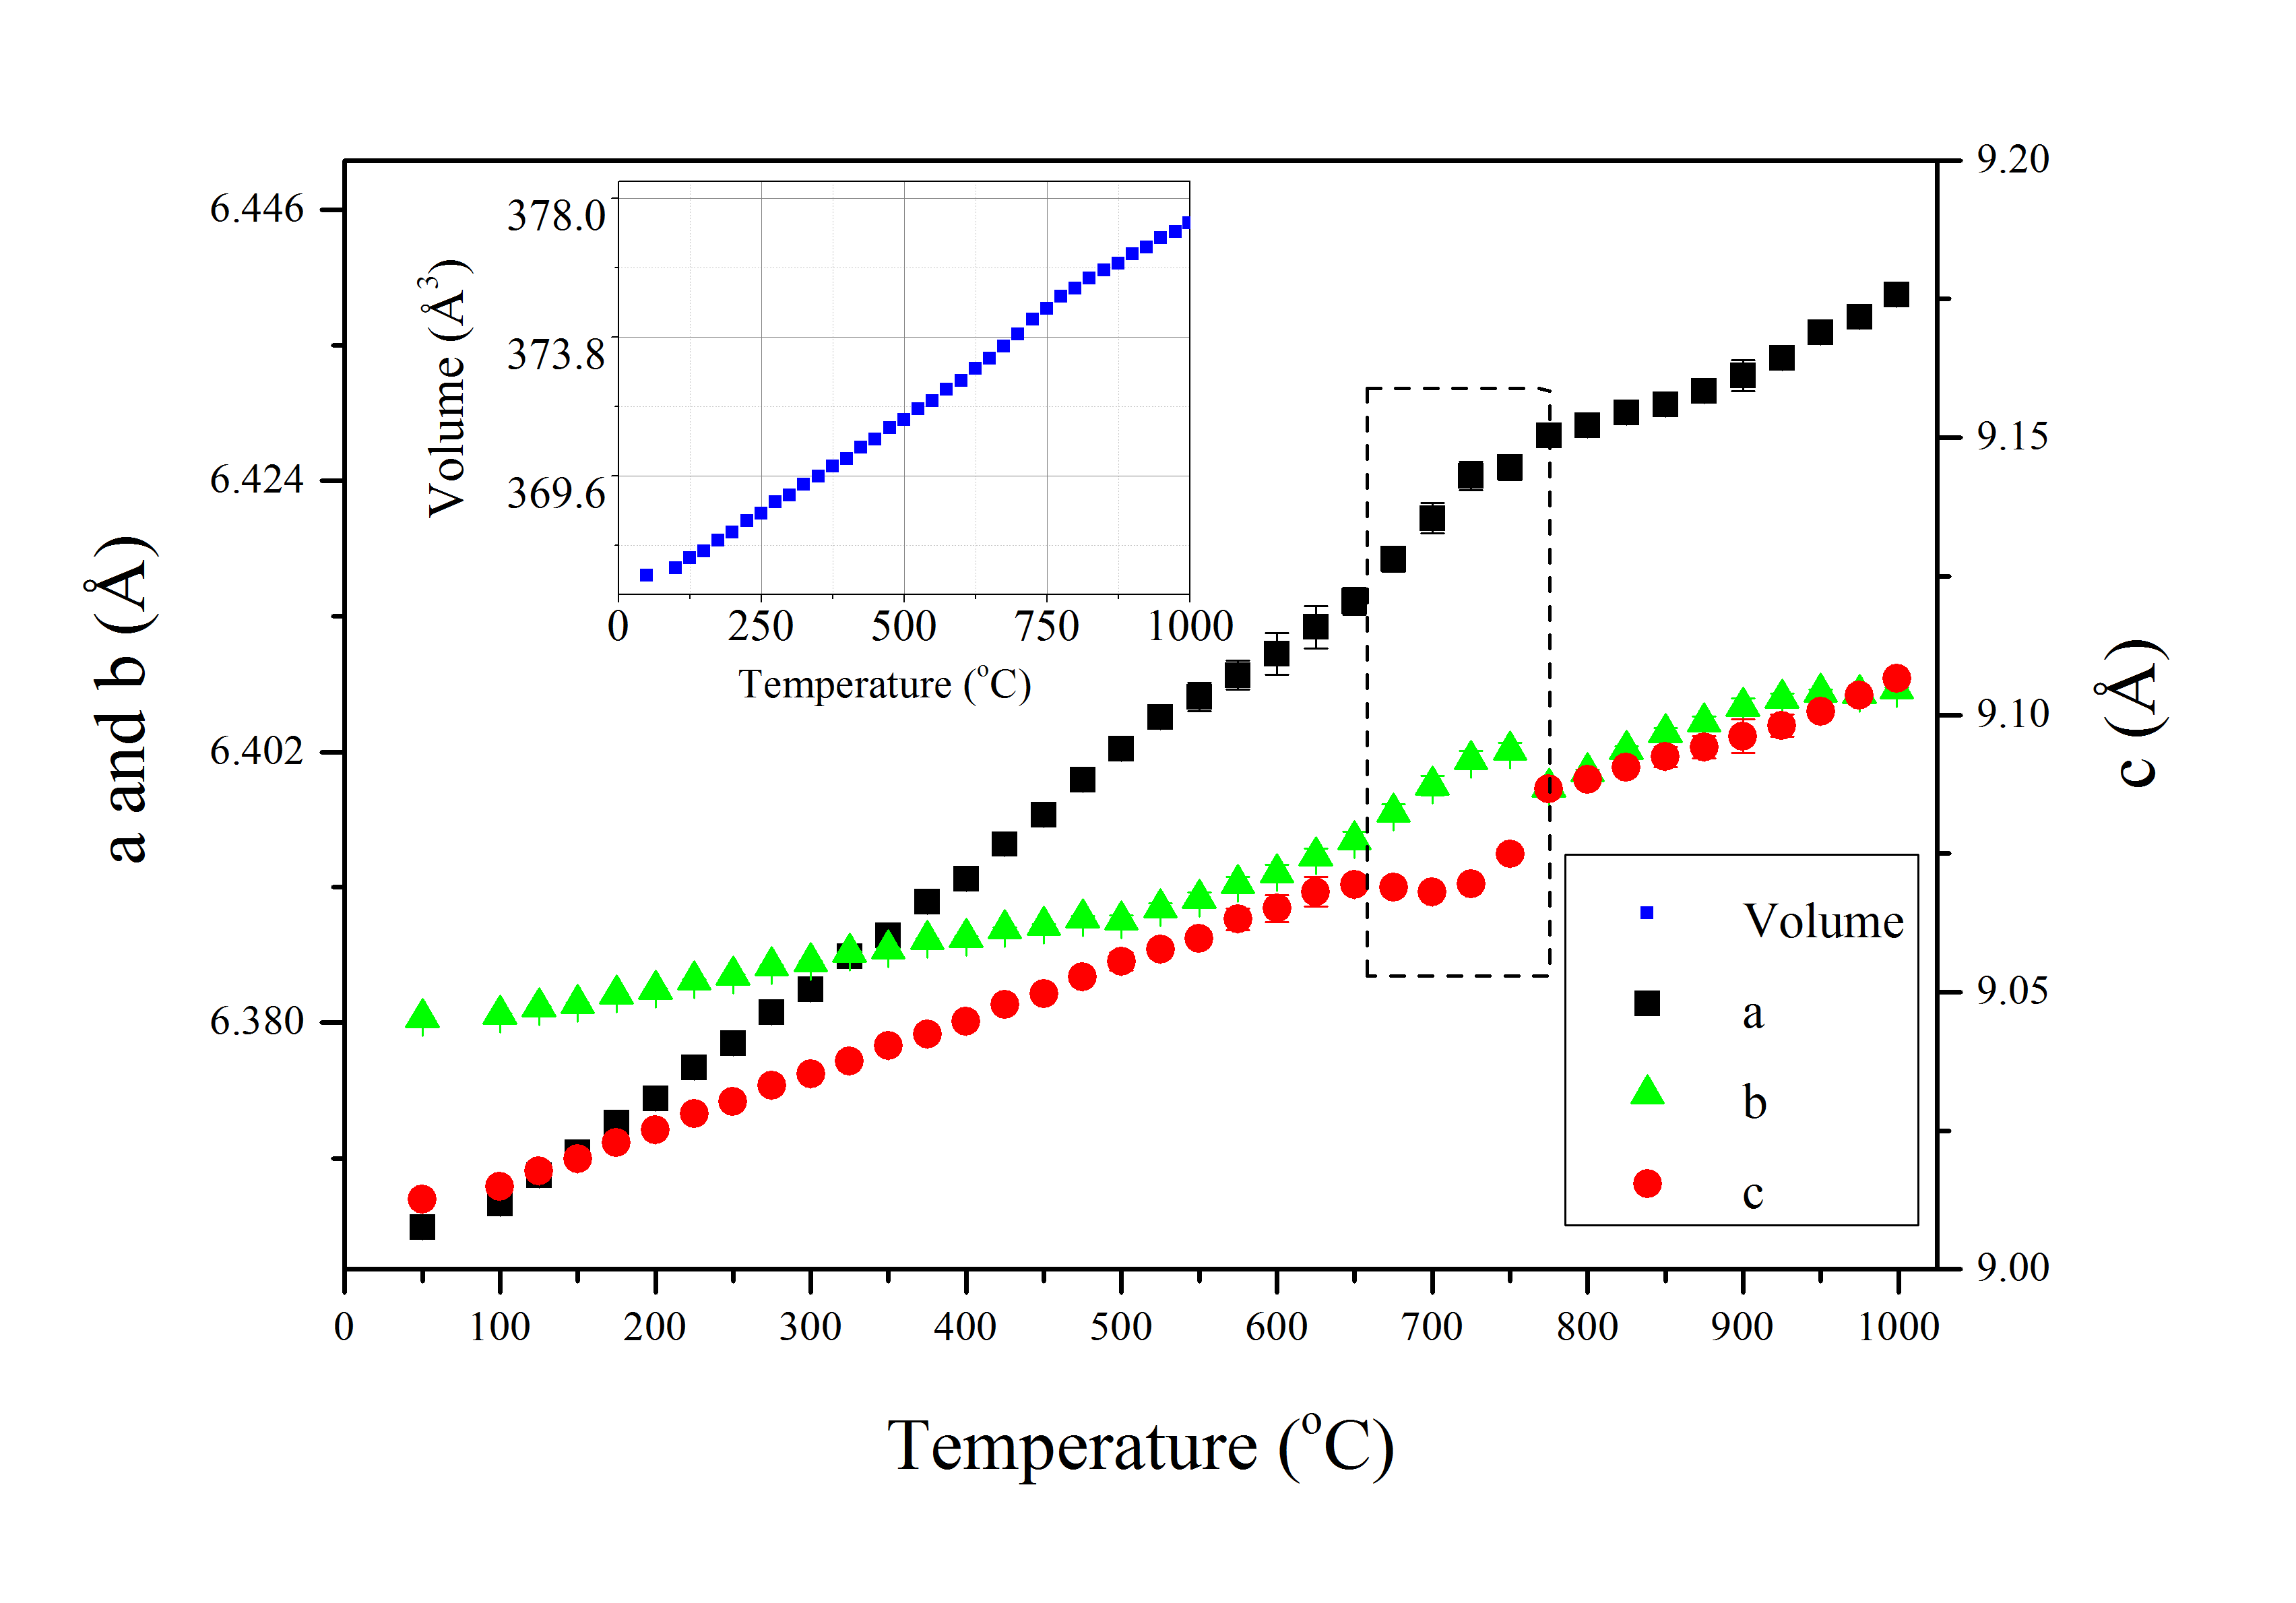 9.20
6.446
378.0
Volume (Å3)
373.8
9.15
6.424
369.6
0 250 500 750 1000
Temperature (oC)
a and b (Å)
c (Å)
6.402
9.10
Volume
6.380
9.05
a
b
c
9.00
0 100 200 300 400 500 600 700 800 900 1000
Temperature (oC)